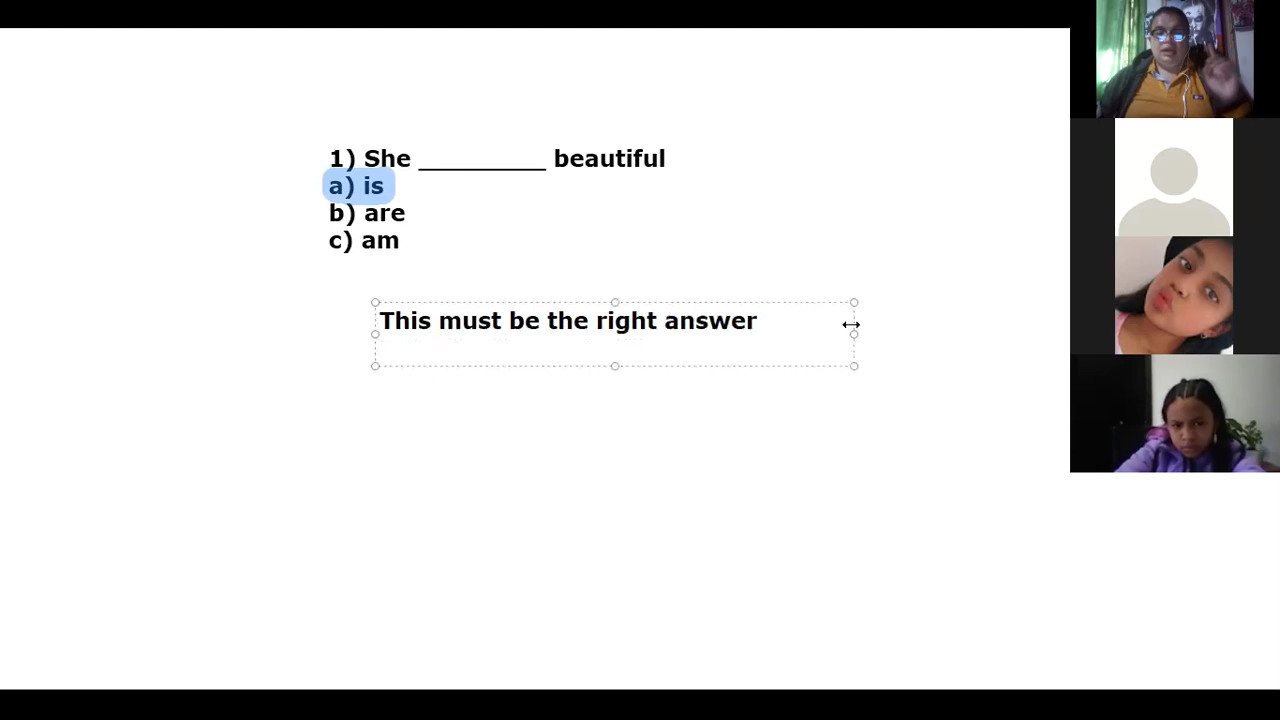 1) She __________ beautiful
a) is
b) are
c) am
This must be the right answer